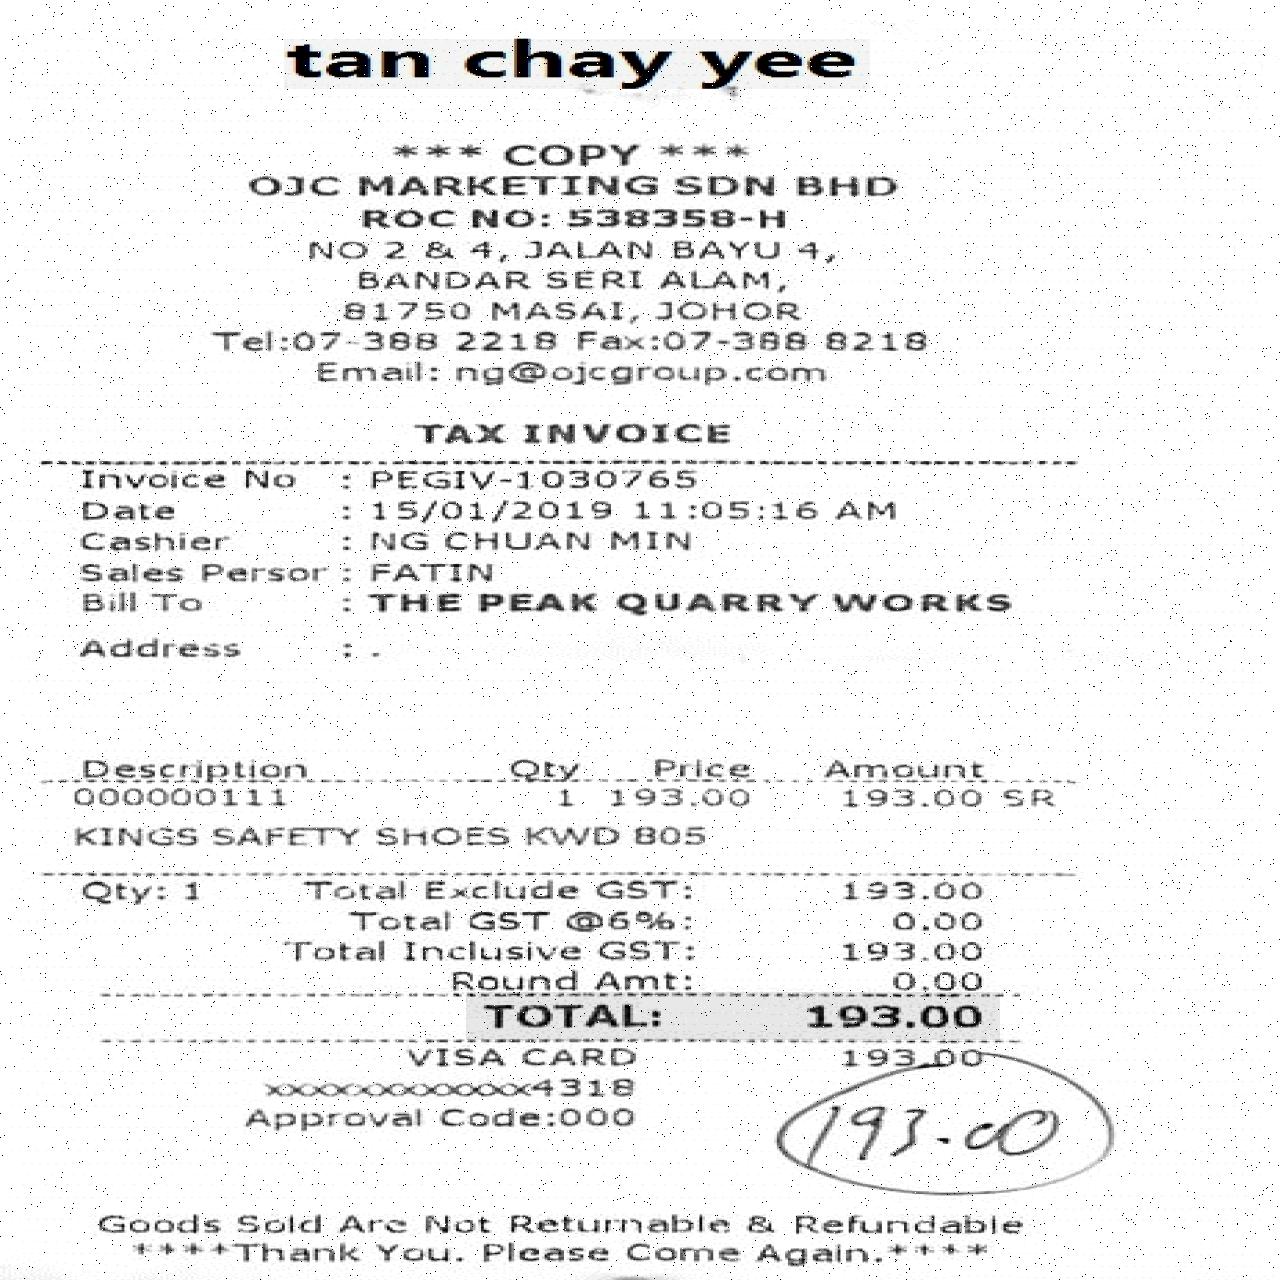 tan chay yee
*** COPY ***
OJC MARKETING SDN BHD
ROC NO: 538358-H
NO 2 & 4, JALAN BAYU 4,
BANDAR SERI ALAM,
81750 MASAI, JOHOR
Tel:07-388 2218 Fax:07-388 8218
Email: ng@ojcgroup.com
TAX INVOICE
Invoice No : PEGIV-1030765
Date : 15/01/2019 11:05:16 AM
Cashier : NG CHUAN MIN
Sales Persor : FATIN
Bill To : THE PEAK QUARRY WORKS
Address : .
Description Qty Price Amount
000000111 1 193.00 193.00 SR
KINGS SAFETY SHOES KWD 805
Qty: 1 Total Exclude GST: 193.00
Total GST @6%: 0.00
Total Inclusive GST: 193.00
Round Amt: 0.00
TOTAL: 193.00
VISA CARD 193.00
xxxxxxxxxxxx4318
Approval Code:000
193.00
Goods Sold Are Not Returnable & Refundable
****Thank You. Please Come Again.****